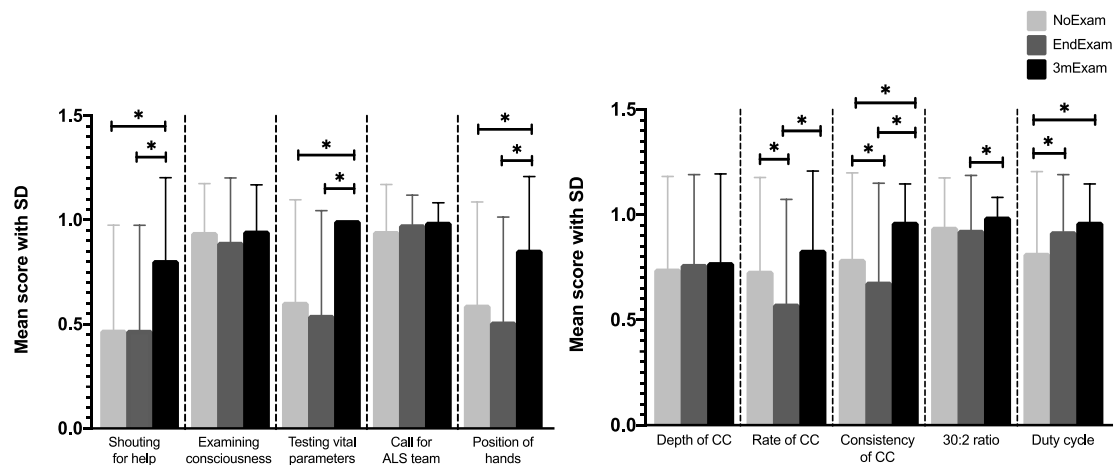 NoExam
EndExam
3mExam
Mean score with SD
1.5
1.0
0.5
0.0
*
*
*
*
*
*
Shouting
for help
Examining
consciousness
Testing vital
parameters
Call for
ALS team
Position of
hands
Mean score with SD
1.5
1.0
0.5
0.0
*
*
*
*
*
*
*
*
Depth of CC
Rate of CC
Consistency
of CC
30:2 ratio
Duty cycle